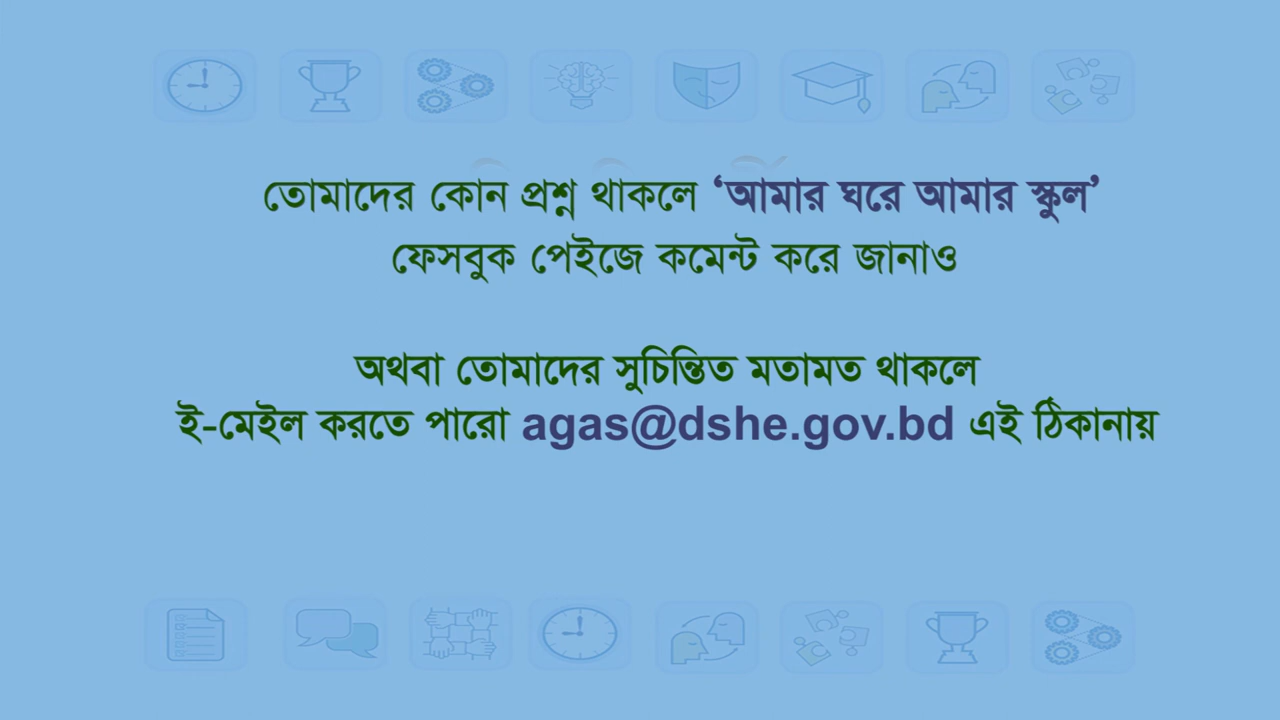 তোমাদের কোন প্রশ্ন থাকলে ‘আমার ঘরে আমার স্কুল’
ফেসবুক পেইজে কমেন্ট করে জানাও
অথবা তোমাদের সুচিন্তিত মতামত থাকলে
ই-মেইল করতে পারো agas@dshe.gov.bd এই ঠিকানায়